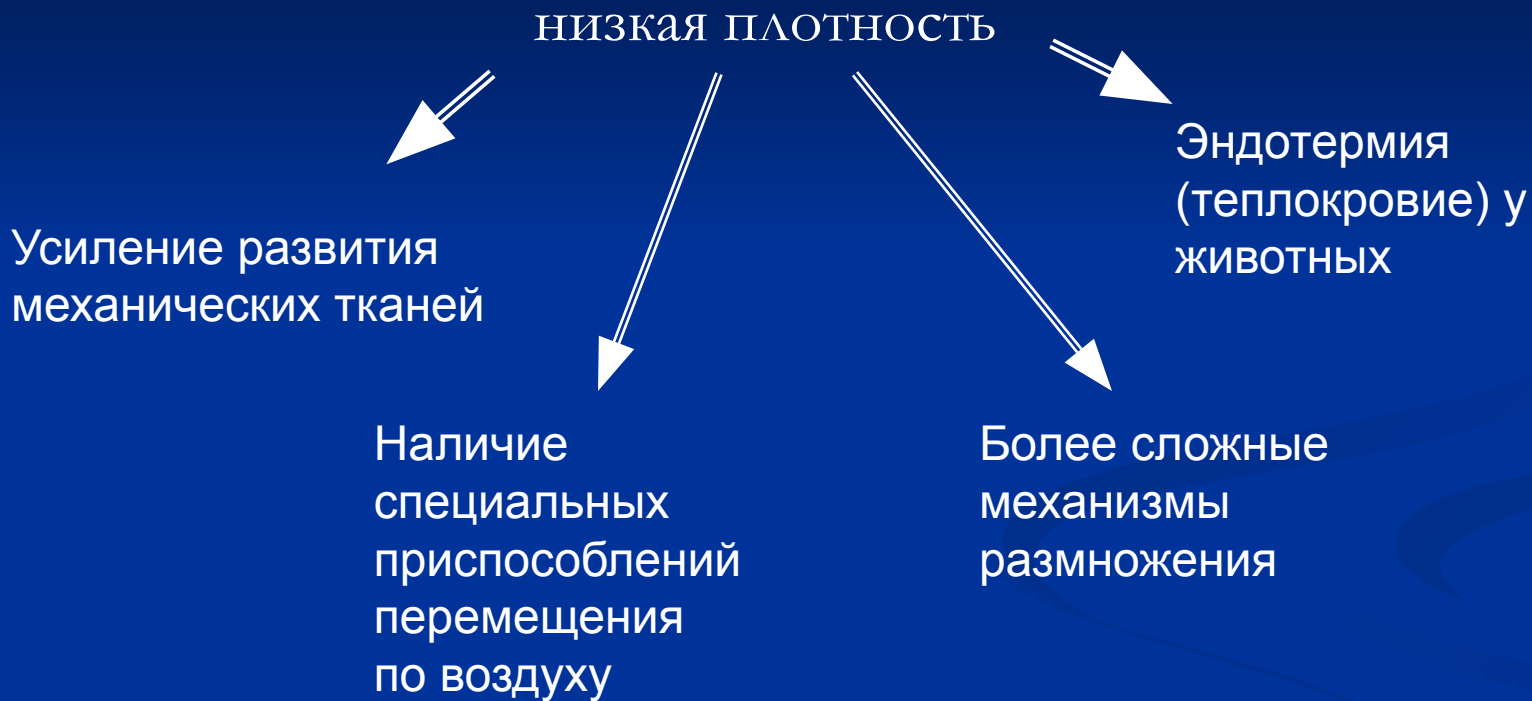 низкая плотность
Эндотермия
(теплокровие) у
животных
Усиление развития
механических тканей
Наличие
специальных
приспособлений
перемещения
по воздуху
Более сложные
механизмы
размножения